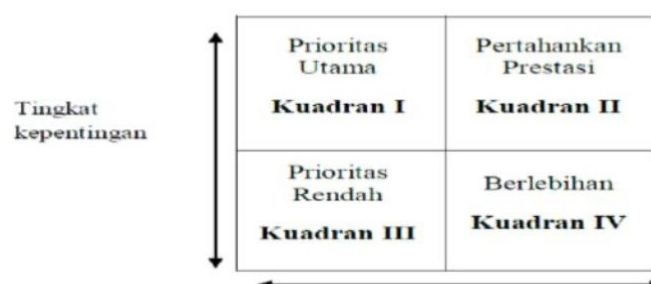 Prioritas
Utama
Kuadran I
Pertahankan
Prestasi
Kuadran II
Tingkat
kepentingan
Prioritas
Rendah
Kuadran III
Berlebihan
Kuadran IV